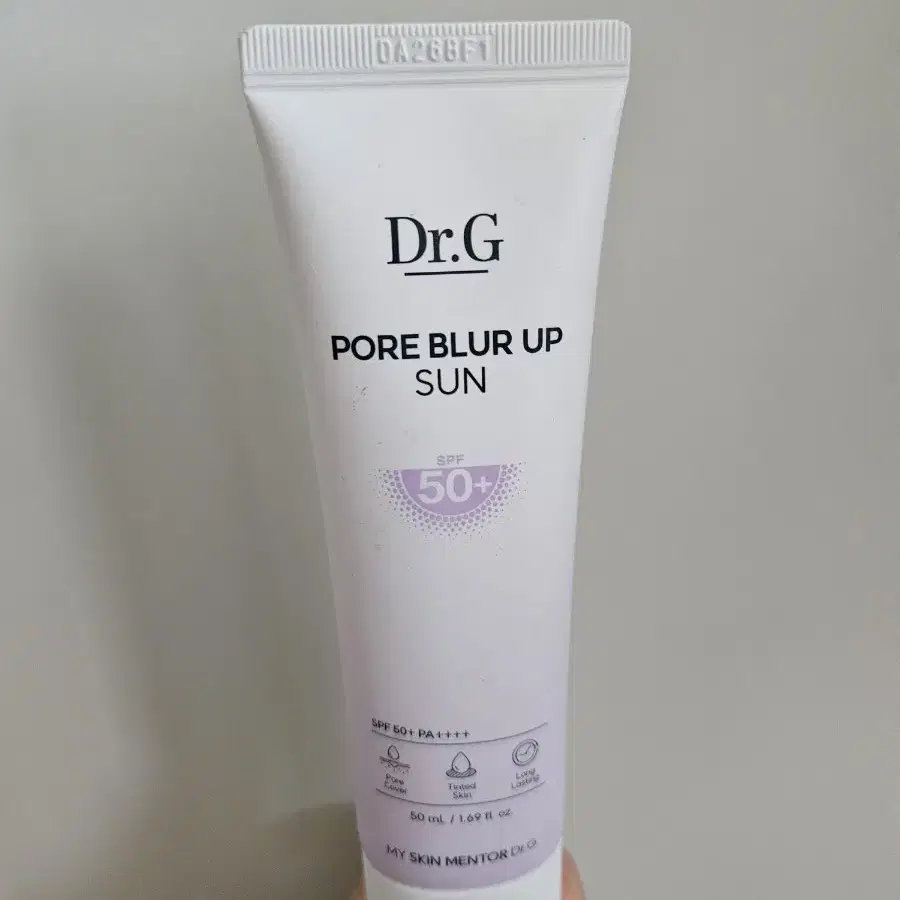 Dr.G
PORE BLUR UP
SUN
SPF
50+
SPF 50+ PA++++
Pore
Cover
Tinted
Skin
Long
Lasting
50 mL / 1.69 fl. oz.
MY SKIN MENTOR Dr.G